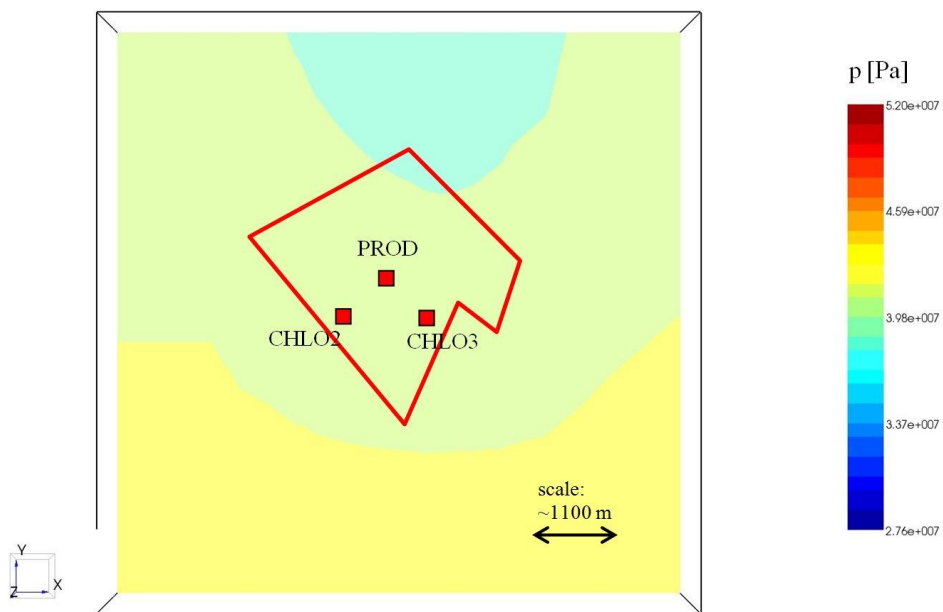 p [Pa]
5.20e+007
4.59e+007
3.98e+007
3.37e+007
2.76e+007
PROD
CHLO2
CHLO3
scale:
~1100 m
Y
Z
X